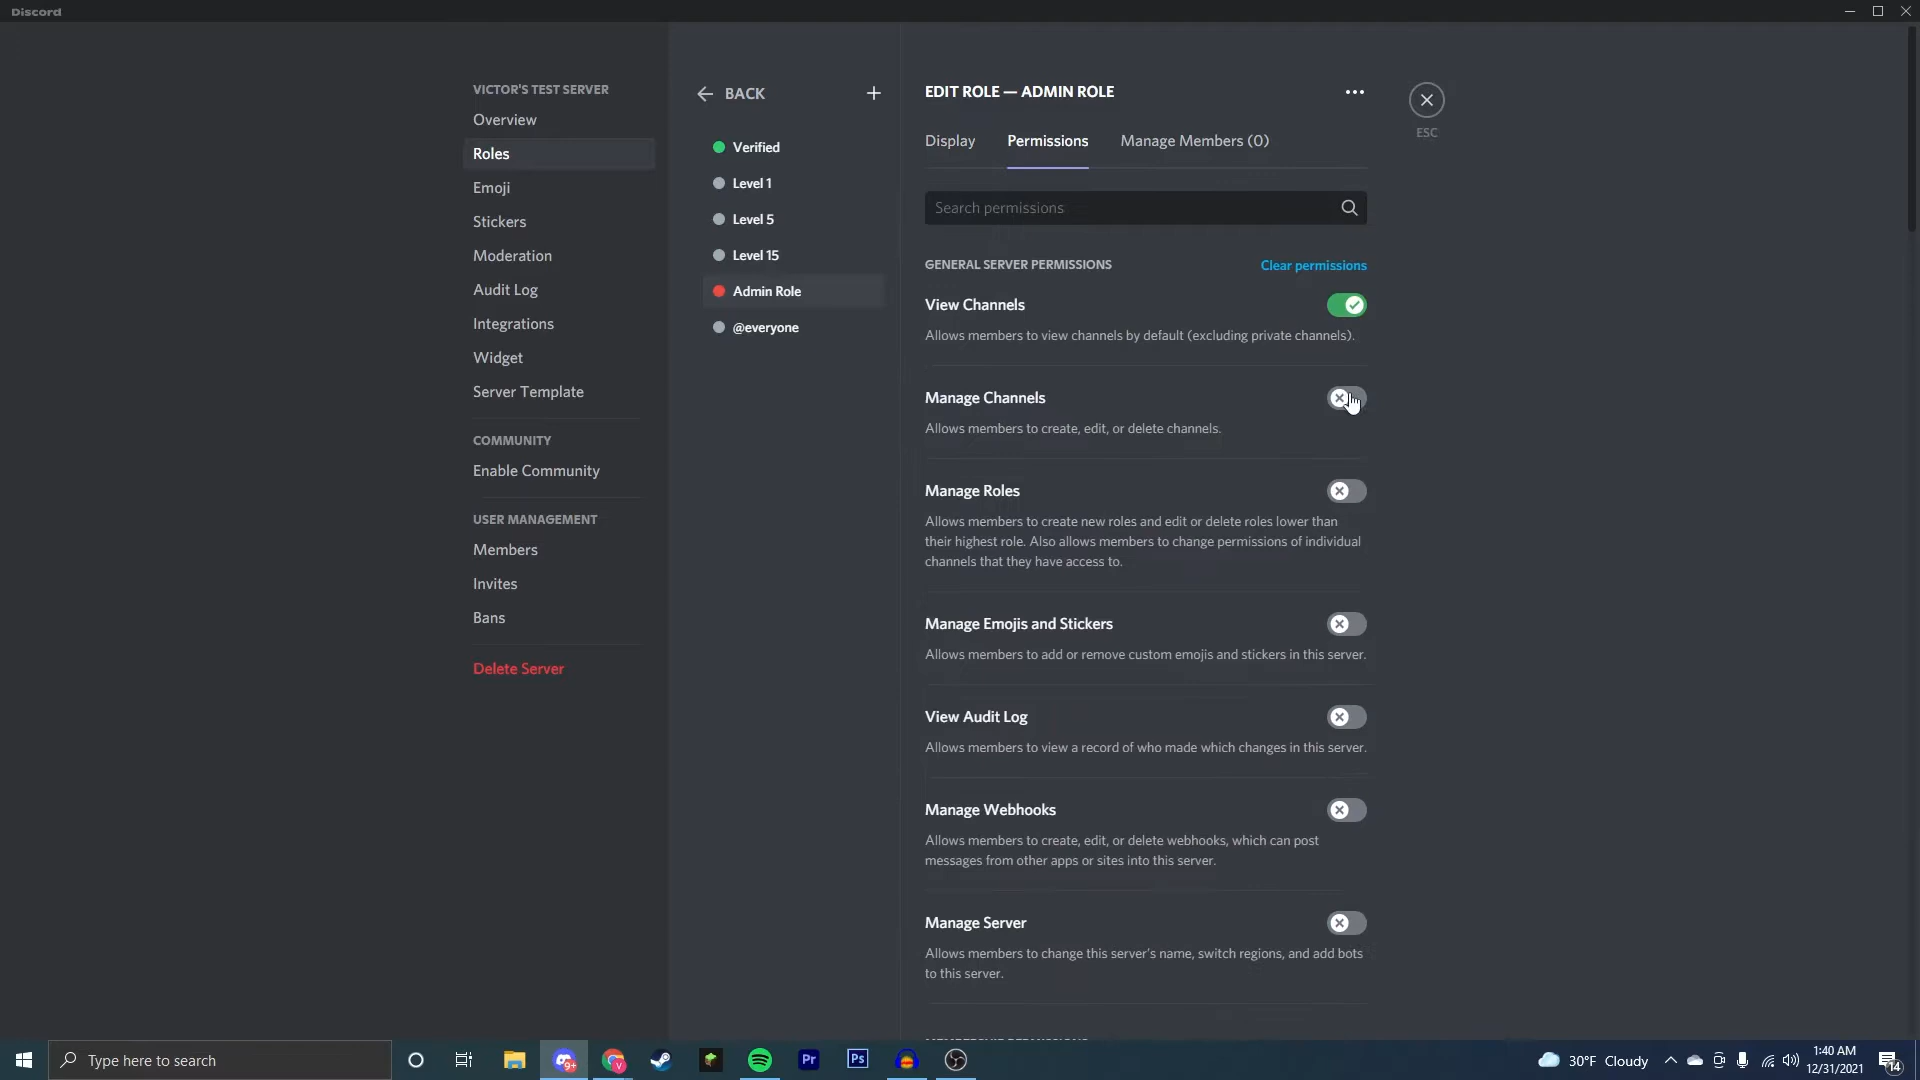 Discord
VICTOR'S TEST SERVER
Overview
Roles
Emoji
Stickers
Moderation
Audit Log
Integrations
Widget
Server Template
COMMUNITY
Enable Community
USER MANAGEMENT
Members
Invites
Bans
Delete Server
BACK
Verified
Level 1
Level 5
Level 15
Admin Role
@everyone
EDIT ROLE — ADMIN ROLE
ESC
Display Permissions Manage Members (0)
Search permissions
GENERAL SERVER PERMISSIONS Clear permissions
View Channels
Allows members to view channels by default (excluding private channels).
Manage Channels
Allows members to create, edit, or delete channels.
Manage Roles
Allows members to create new roles and edit or delete roles lower than
their highest role. Also allows members to change permissions of individual
channels that they have access to.
Manage Emojis and Stickers
Allows members to add or remove custom emojis and stickers in this server.
View Audit Log
Allows members to view a record of who made which changes in this server.
Manage Webhooks
Allows members to create, edit, or delete webhooks, which can post
messages from other apps or sites into this server.
Manage Server
Allows members to change this server's name, switch regions, and add bots
to this server.
Type here to search
9+
V
Pr
Ps
30°F Cloudy
1:40 AM
12/31/2021
14